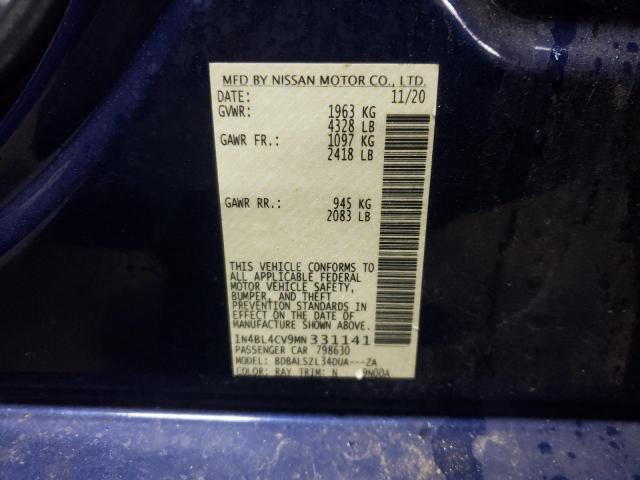 MFD BY NISSAN MOTOR CO., LTD.
DATE: 11/20
GVWR: 1963 KG
4328 LB
GAWR FR.: 1097 KG
2418 LB
GAWR RR.: 945 KG
2083 LB
THIS VEHICLE CONFORMS TO
ALL APPLICABLE FEDERAL
MOTOR VEHICLE SAFETY,
BUMPER, AND THEFT
PREVENTION STANDARDS IN
EFFECT ON THE DATE OF
MANUFACTURE SHOWN ABOVE.
1N4BL4CV9MN331141
PASSENGER CAR 798630
MODEL: BDBALSZL34DUA---ZA
COLOR: RAY TRIM: N 9N00A